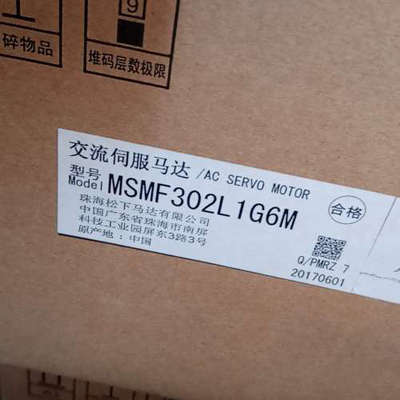 碎物品
9
堆码层数极限
交流伺服马达 /AC SERVO MOTOR
型号
Model MSMF302L1G6M
珠海松下马达有限公司
中国广东省珠海市南屏
科技工业园屏东3路3号
原产地：中国
合格
Q/PMRZ 7
20170601